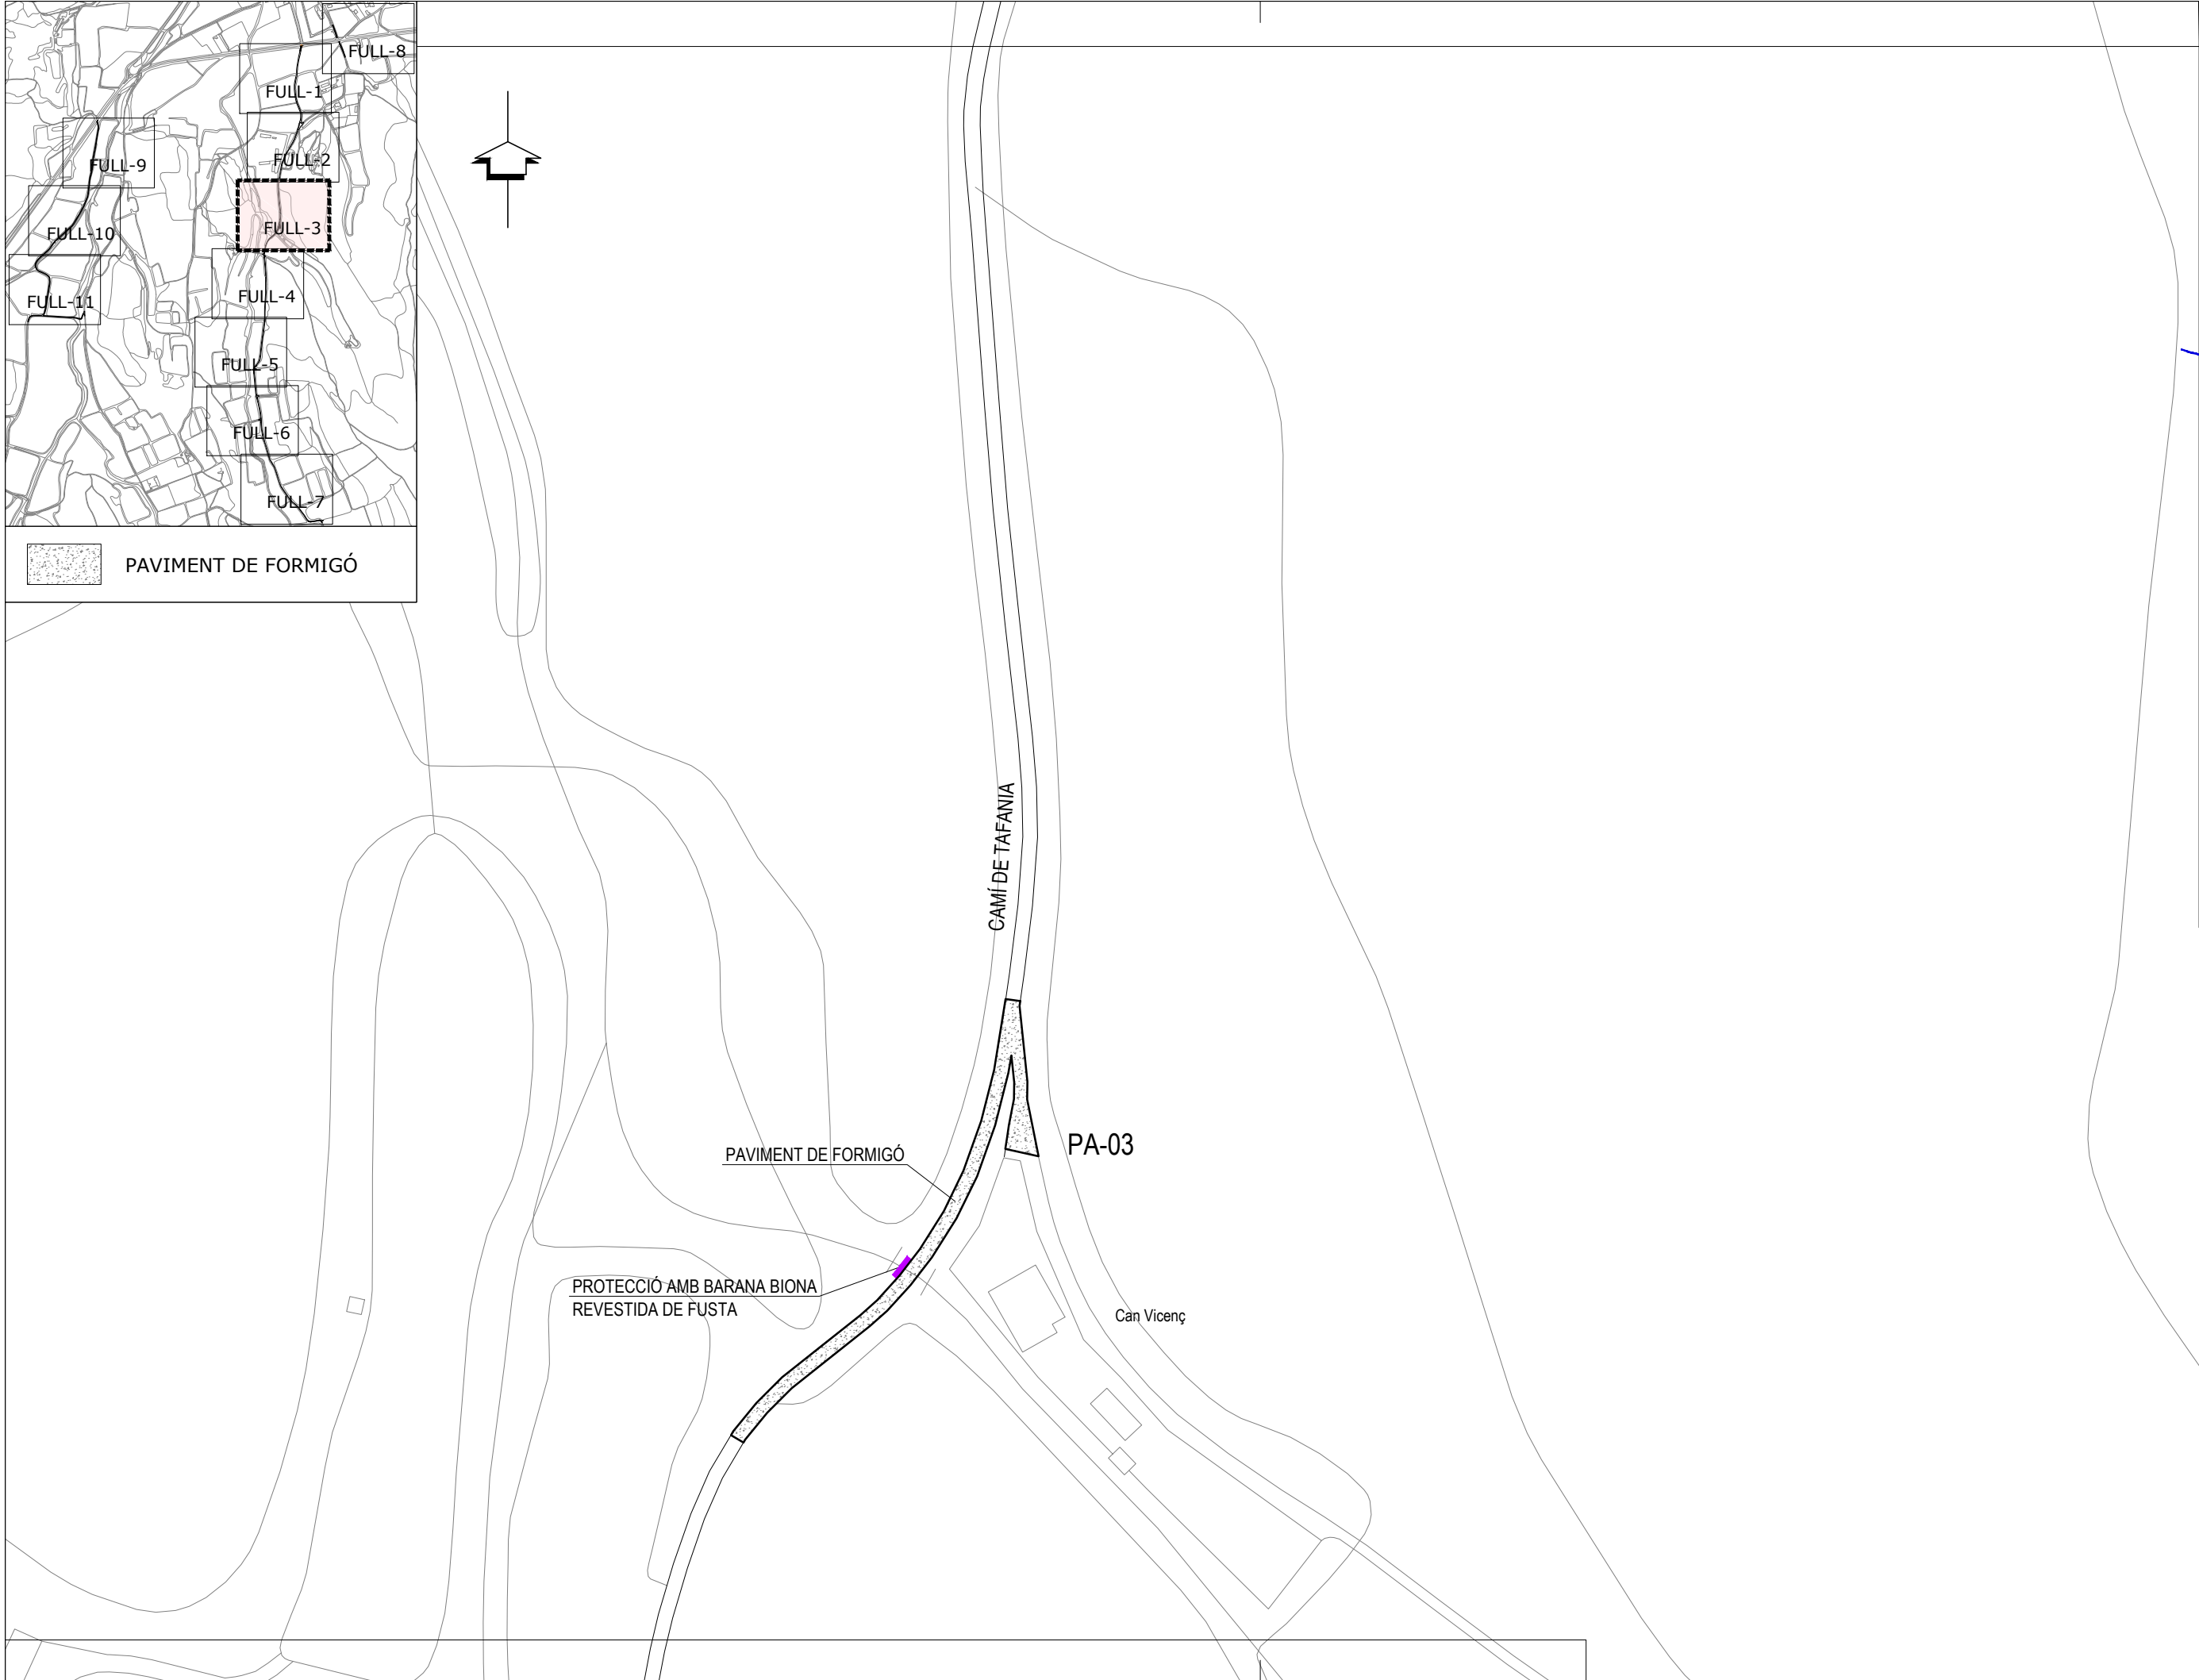 FULL-8
FULL-1
FULL-2
FULL-9
FULL-3
FULL-10
FULL-4
FULL-11
FULL-5
FULL-6
FULL-7
PAVIMENT DE FORMIGÓ
CAMÍ DE TAFANIA
PA-03
PAVIMENT DE FORMIGÓ
PROTECCIÓ AMB BARANA BIONA
REVESTIDA DE FUSTA
Can Vicenç